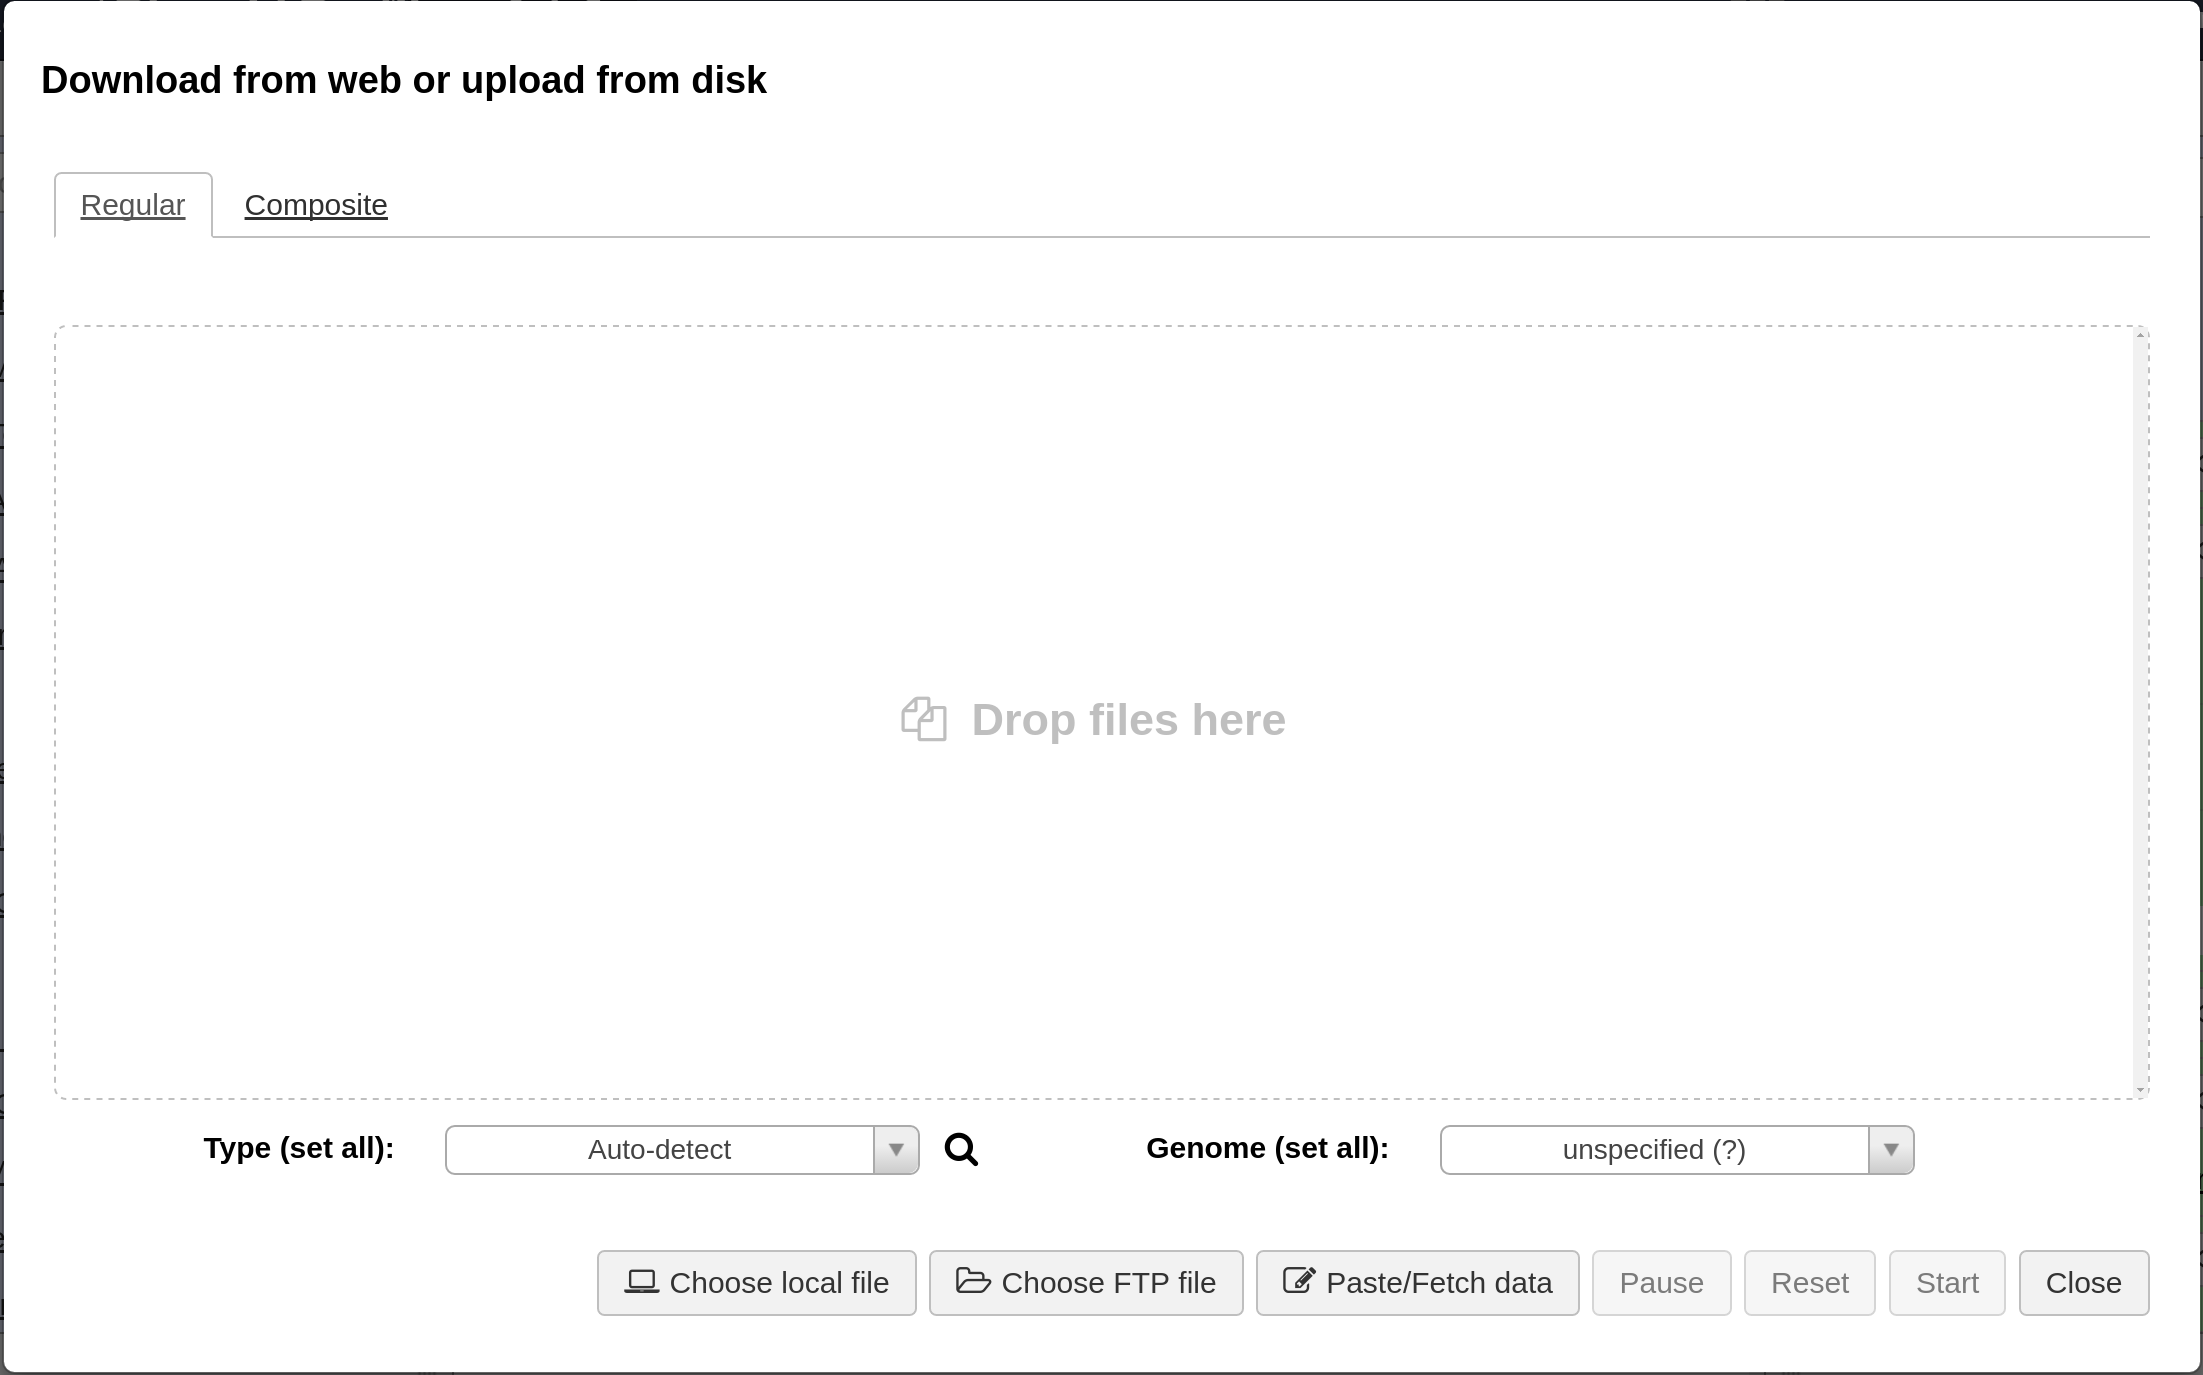 Download from web or upload from disk
Regular Composite
Drop files here
Type (set all): Auto-detect Genome (set all): unspecified (?)
Choose local file Choose FTP file Paste/Fetch data Pause Reset Start Close